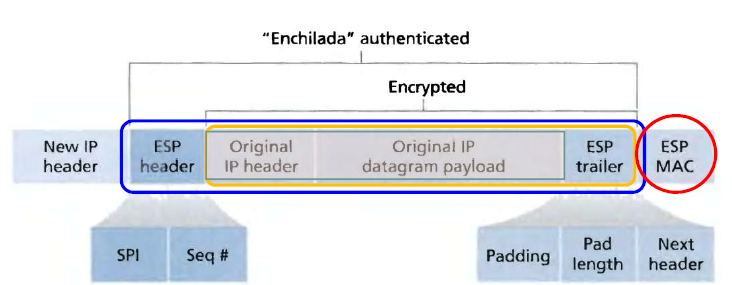 "Enchilada" authenticated
Encrypted
New IP
header
ESP
header
Original
IP header
Original IP
datagram payload
ESP
trailer
ESP
MAC
SPI
Seq #
Padding
Pad
length
Next
header